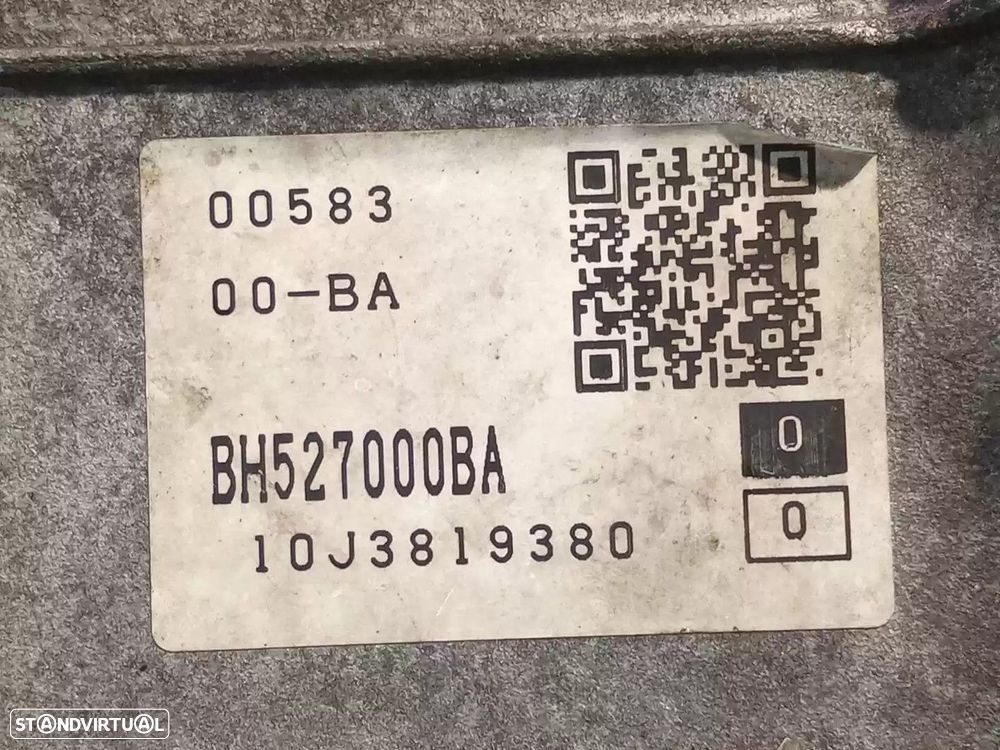 00583
00-BA
BH527000BA
10J3819380
0
0
STANDVIRTUAL